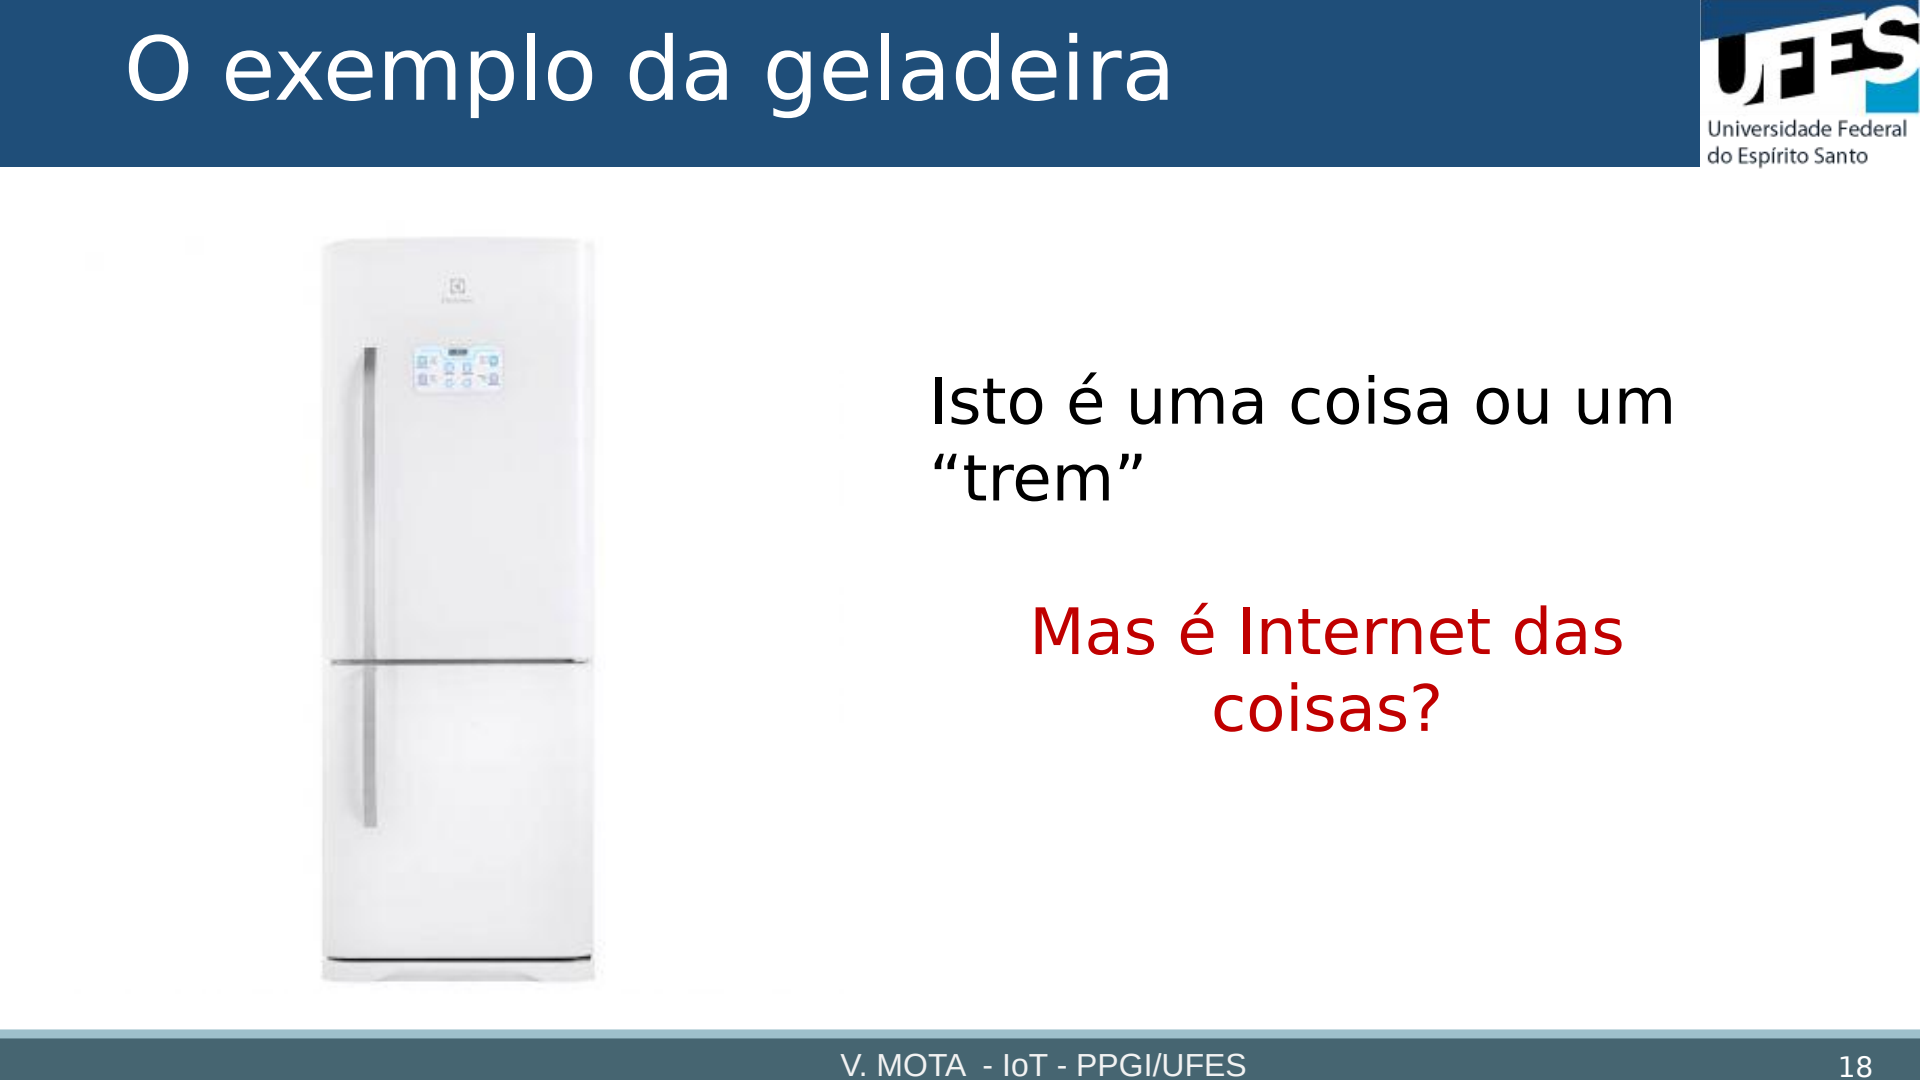 O exemplo da geladeira
UFES
Universidade Federal
do Espírito Santo
Isto é uma coisa ou um
“trem”
Mas é Internet das
coisas?
V. MOTA  - IoT - PPGI/UFES
18